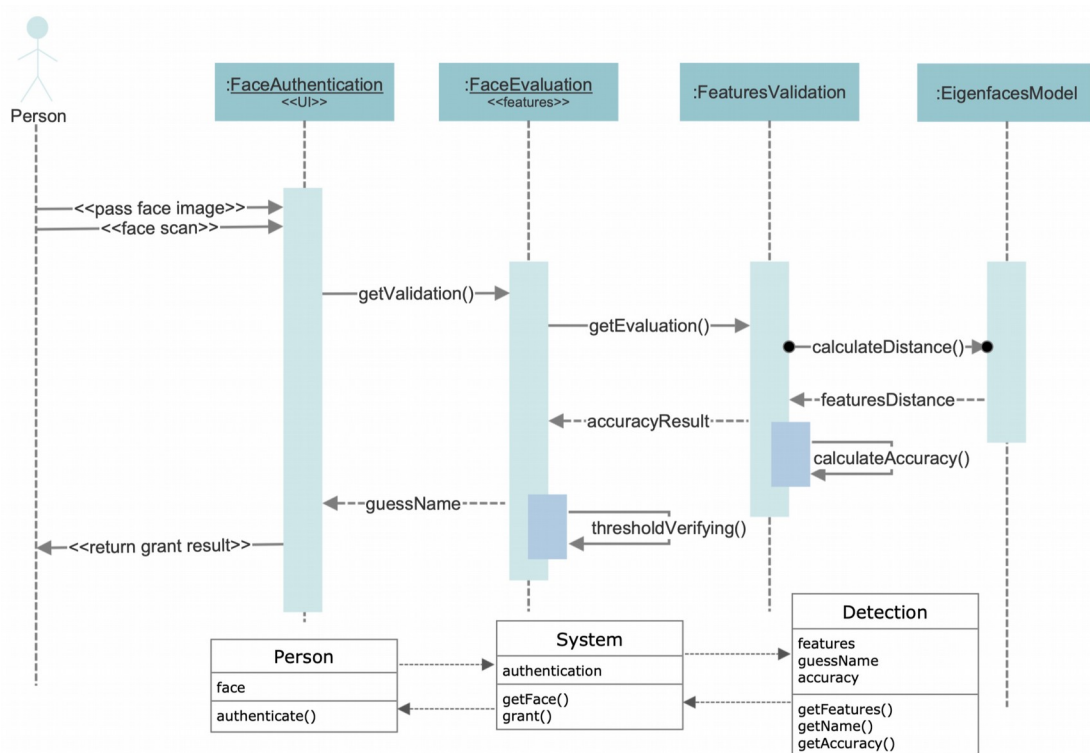 Person
:FaceAuthentication
<<UI>>
:FaceEvaluation
<<features>>
:FeaturesValidation
:EigenfacesModel
<<pass face image>>
<<face scan>>
getValidation()
getEvaluation()
calculateDistance()
featuresDistance
accuracyResult
calculateAccuracy()
guessName
thresholdVerifying()
<<return grant result>>
Person
face
authenticate()
System
authentication
getFace()
grant()
Detection
features
guessName
accuracy
getFeatures()
getName()
getAccuracy()